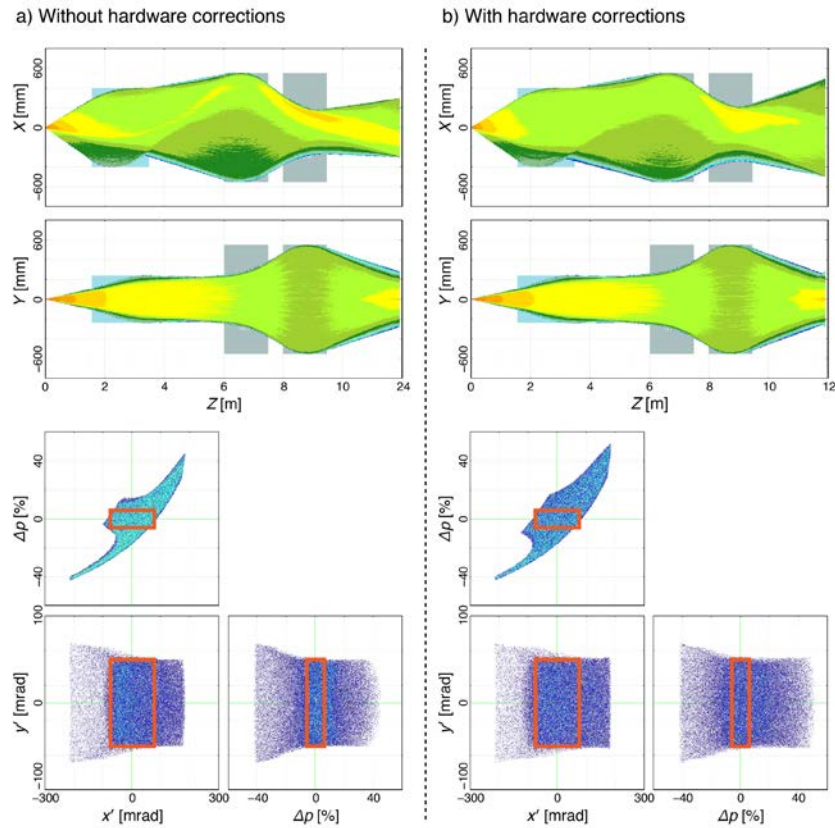 a) Without hardware corrections
b) With hardware corrections
X [mm]
600
0
−600
X [mm]
600
0
−600
Y [mm]
600
0
−600
0 2 4 6 8 10 24
Z [m]
Y [mm]
600
0
−600
0 2 4 6 8 10 12
Z [m]
Δp [%]
40
0
−40
Δp [%]
40
0
−40
y′ [mrad]
100
0
−100
−300 0 300
x′ [mrad]
−40 0 40
Δp [%]
y′ [mrad]
100
0
−100
−300 0 300
x′ [mrad]
−40 0 40
Δp [%]